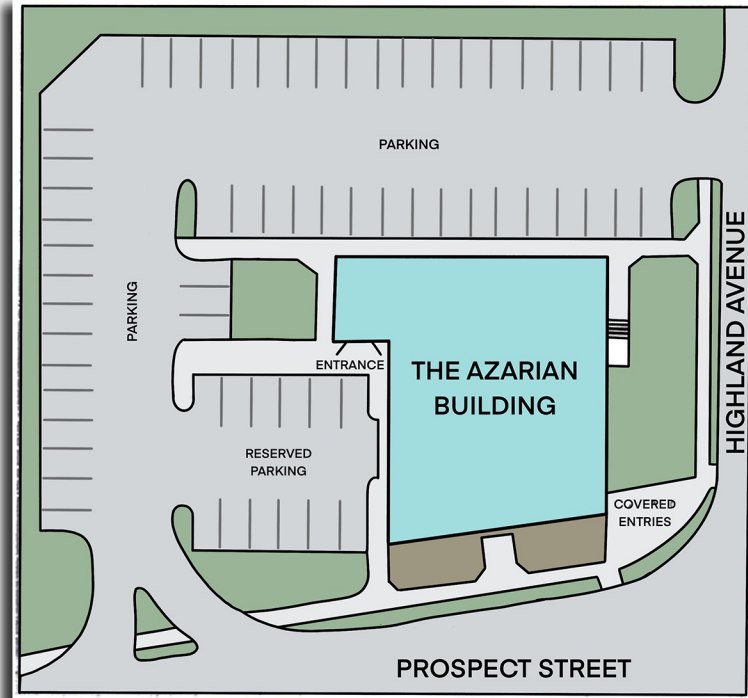 PARKING
HIGHLAND AVENUE
PARKING
ENTRANCE
THE AZARIAN
BUILDING
RESERVED
PARKING
COVERED
ENTRIES
PROSPECT STREET